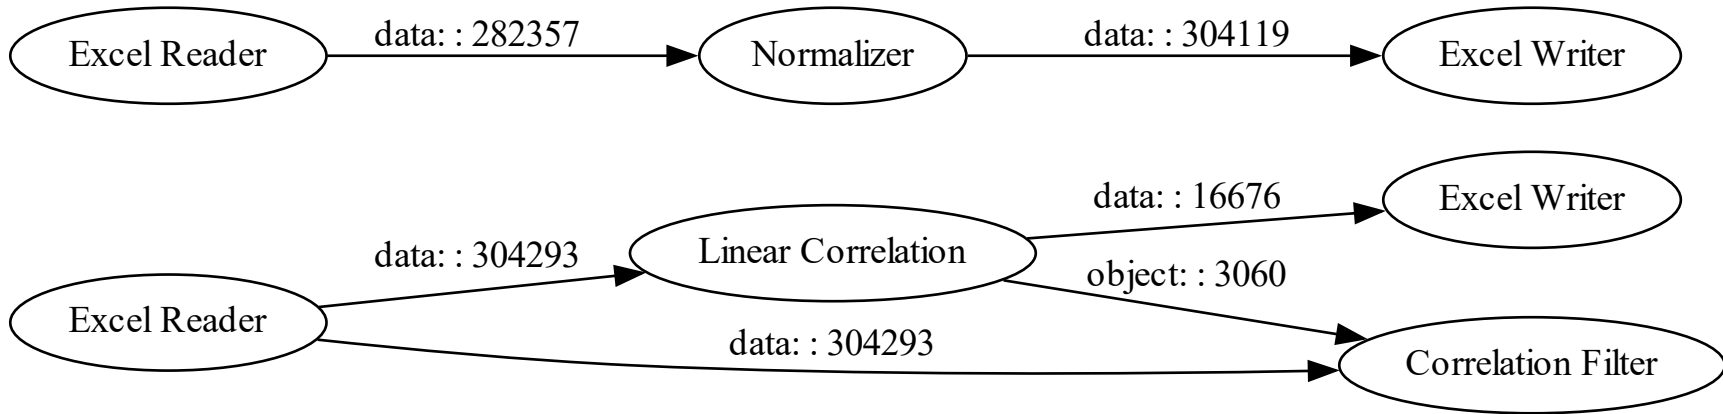 Excel Reader
data: : 282357
Normalizer
data: : 304119
Excel Writer
Excel Reader
data: : 304293
Linear Correlation
data: : 16676
Excel Writer
object: : 3060
data: : 304293
Correlation Filter